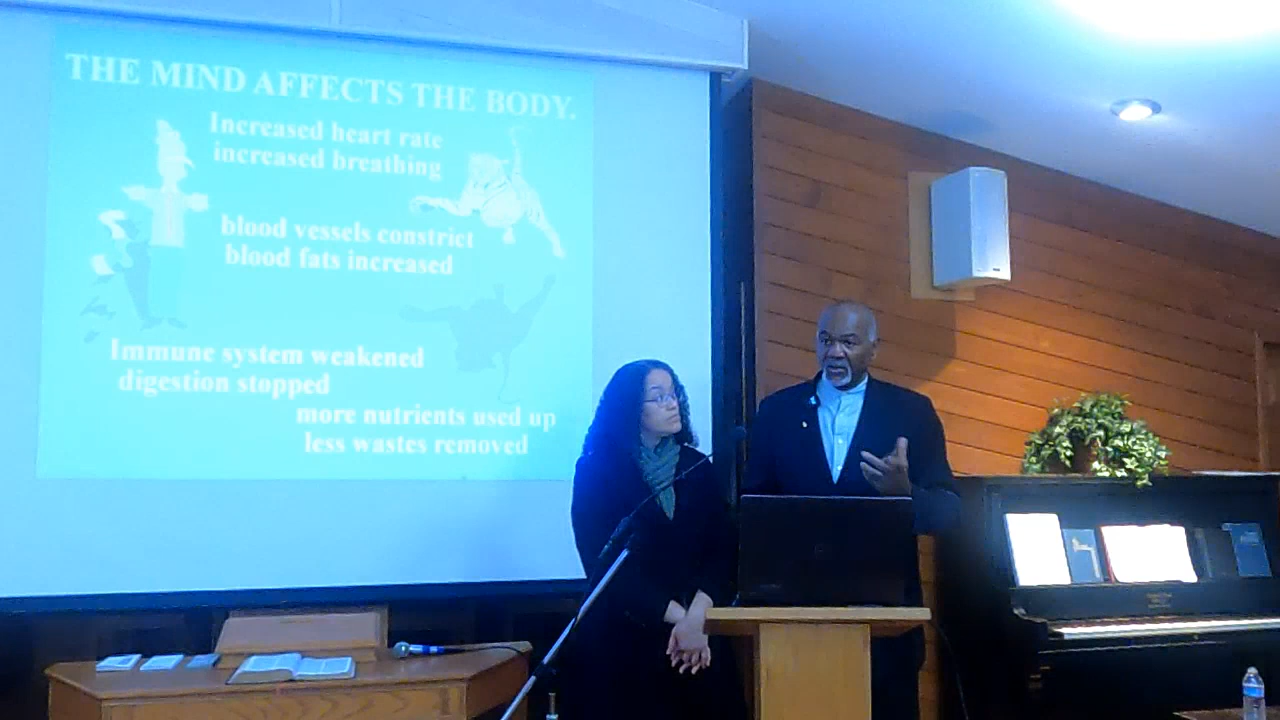 THE MIND AFFECTS THE BODY.
Increased heart rate
increased breathing
blood vessels constrict
blood fats increased
Immune system weakened
digestion stopped
more nutrients used up
less wastes removed